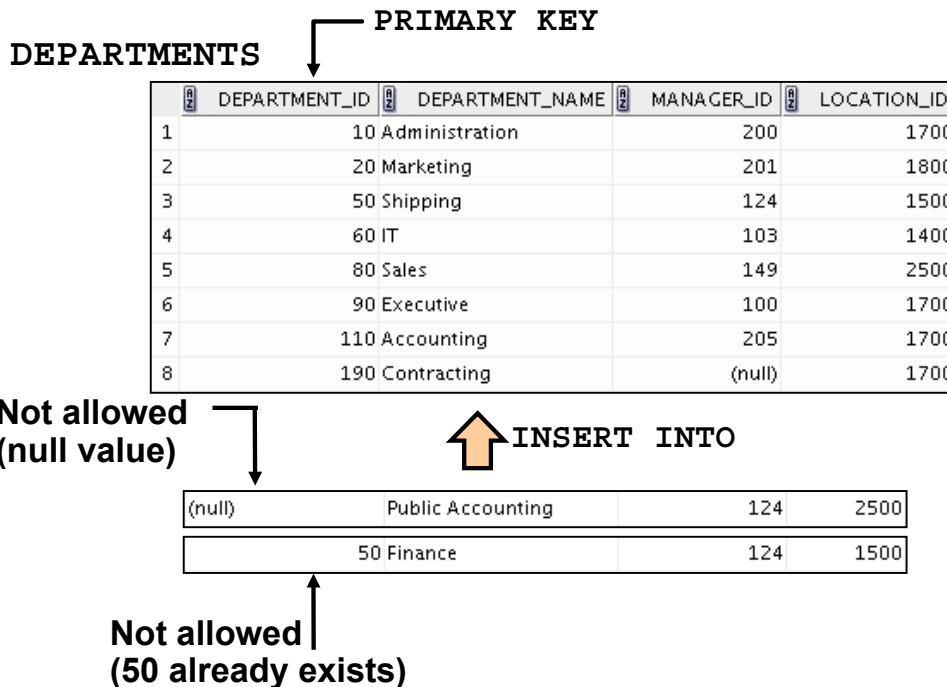 PRIMARY KEY
DEPARTMENTS
DEPARTMENT_ID DEPARTMENT_NAME MANAGER_ID LOCATION_ID
1 10 Administration 200 1700
2 20 Marketing 201 1800
3 50 Shipping 124 1500
4 60 IT 103 1400
5 80 Sales 149 2500
6 90 Executive 100 1700
7 110 Accounting 205 1700
8 190 Contracting (null) 1700
Not allowed
(null value)
INSERT INTO
(null) Public Accounting 124 2500
50 Finance 124 1500
Not allowed
(50 already exists)